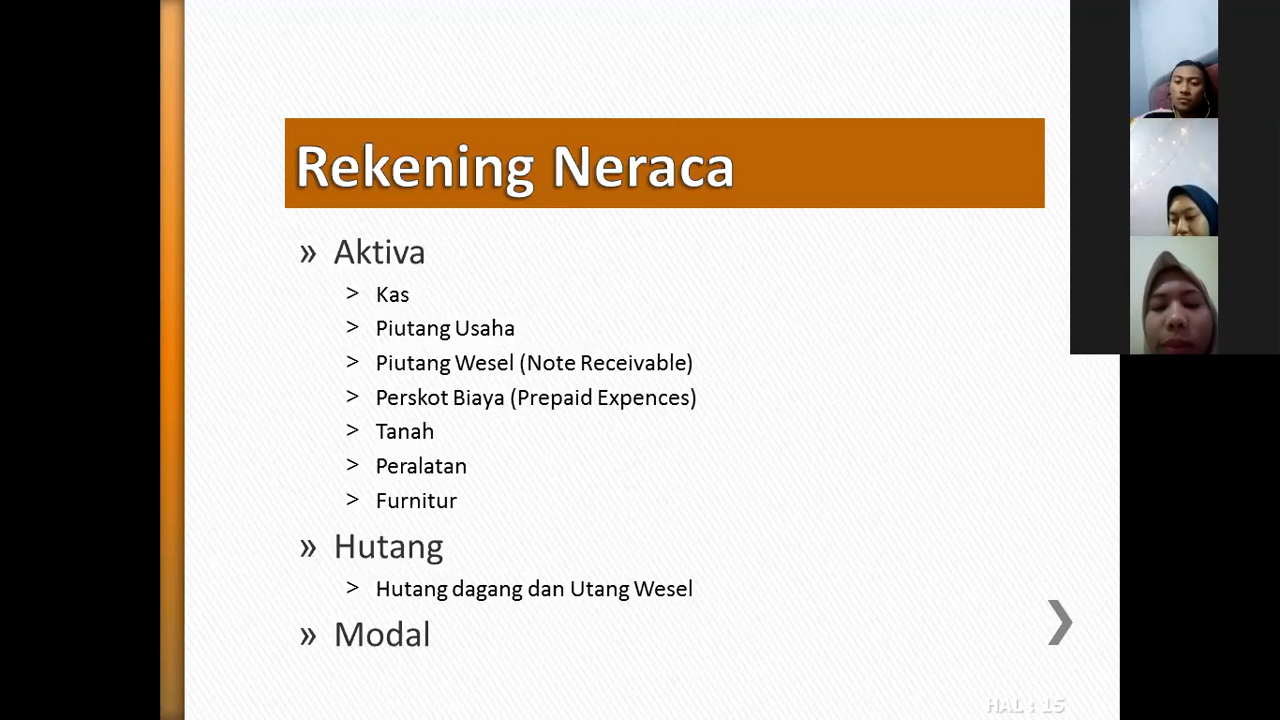 Rekening Neraca
» Aktiva
> Kas
> Piutang Usaha
> Piutang Wesel (Note Receivable)
> Perskot Biaya (Prepaid Expences)
> Tanah
> Peralatan
> Furnitur
» Hutang
> Hutang dagang dan Utang Wesel
» Modal
HAL : 15